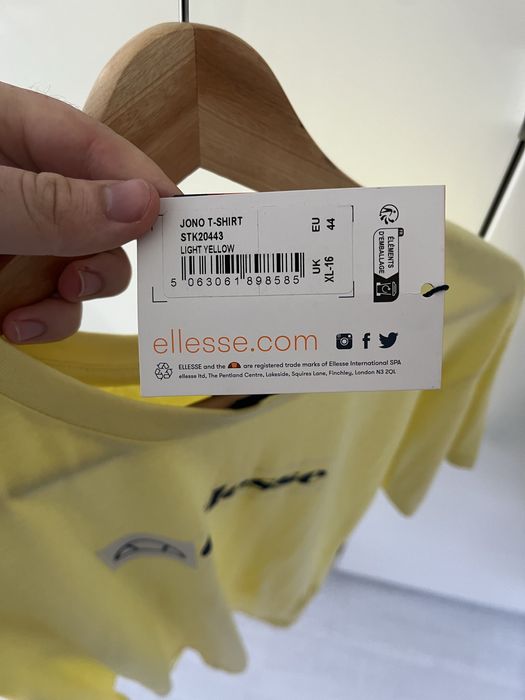 JONO T-SHIRT
STK20443
LIGHT YELLOW
5 063061 898585
EU
44
UK
XL-16
ÉLÉMENTS
D'EMBALLAGE
ellesse.com
ELLESSE and the are registered trade marks of Ellesse International SPA
ellesse ltd, The Pentland Centre, Lakeside, Squires Lane, Finchley, London N3 2QL